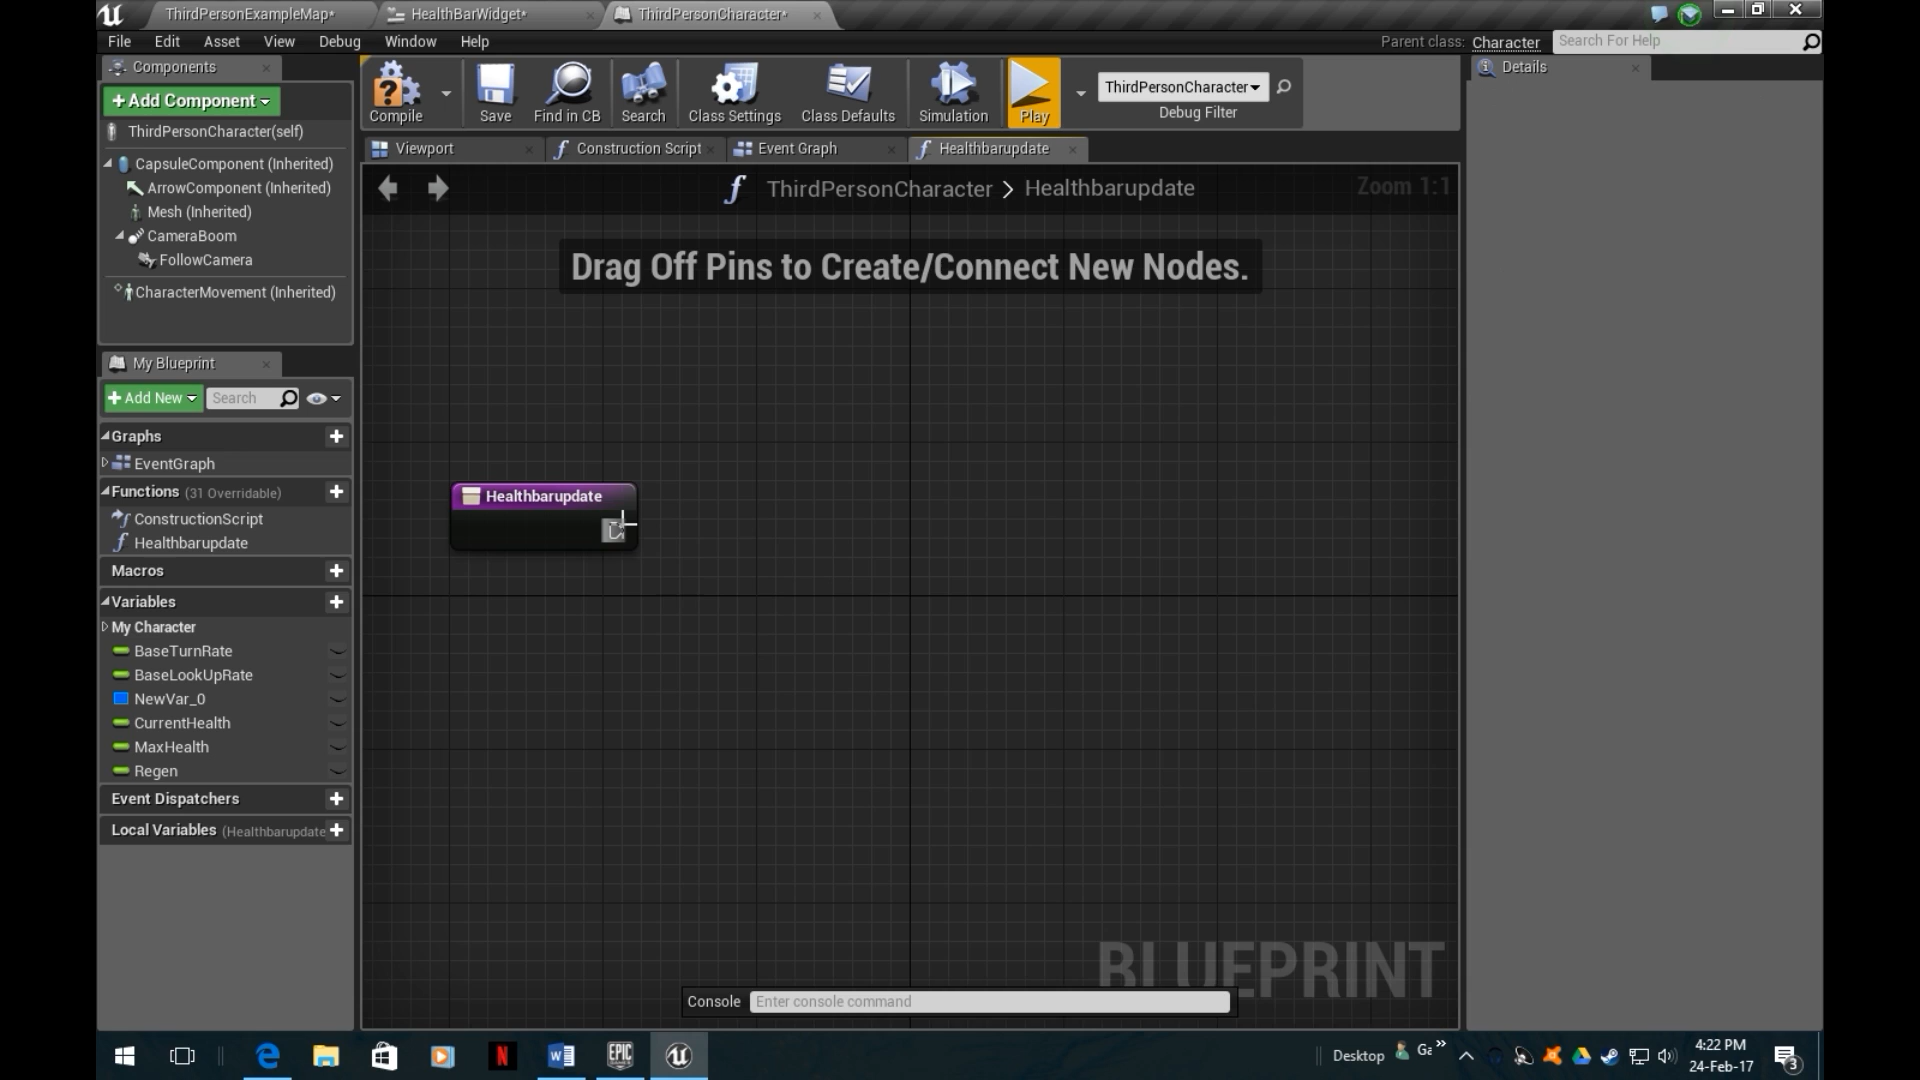 ThirdPersonExampleMap*
HealthBarWidget*
ThirdPersonCharacter*
File Edit Asset View Debug Window Help
Parent class: Character
Search For Help
Components
+Add Component
ThirdPersonCharacter(self)
CapsuleComponent (Inherited)
ArrowComponent (Inherited)
Mesh (Inherited)
CameraBoom
FollowCamera
CharacterMovement (Inherited)
Compile
Save
Find in CB
Search
Class Settings
Class Defaults
Simulation
Play
ThirdPersonCharacter
Debug Filter
Details
Viewport
Construction Script
Event Graph
Healthbarupdate
ThirdPersonCharacter > Healthbarupdate
Zoom 1:1
Drag Off Pins to Create/Connect New Nodes.
Healthbarupdate
My Blueprint
+Add New
Search
Graphs
EventGraph
Functions (31 Overridable)
ConstructionScript
Healthbarupdate
Macros
Variables
My Character
BaseTurnRate
BaseLookUpRate
NewVar_0
CurrentHealth
MaxHealth
Regen
Event Dispatchers
Local Variables (Healthbarupdate
BLUEPRINT
Console
Enter console command
N
W
EPIC
GAMES
Desktop
Ga
4:22 PM
24-Feb-17
3